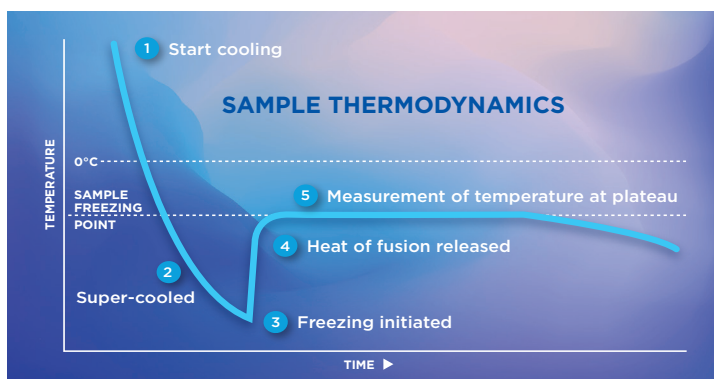 1 Start cooling
SAMPLE THERMODYNAMICS
TEMPERATURE
0°C
5 Measurement of temperature at plateau
SAMPLE
FREEZING
POINT
4 Heat of fusion released
2
Super-cooled
3 Freezing initiated
TIME ▶